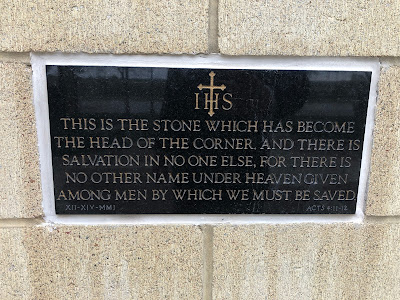 IHS
THIS IS THE STONE WHICH HAS BECOME
THE HEAD OF THE CORNER. AND THERE IS
SALVATION IN NO ONE ELSE, FOR THERE IS
NO OTHER NAME UNDER HEAVEN GIVEN
AMONG MEN BY WHICH WE MUST BE SAVED
XII-XIV-MMI ACTS 4:11-12